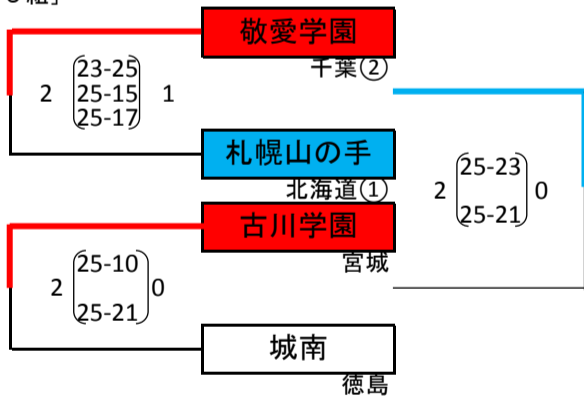 敬愛学園
千葉②
2 23-25 1
25-15
25-17
札幌山の手
北海道①
2 25-23 0
25-21
古川学園
宮城
2 25-10 0
25-21
城南
徳島